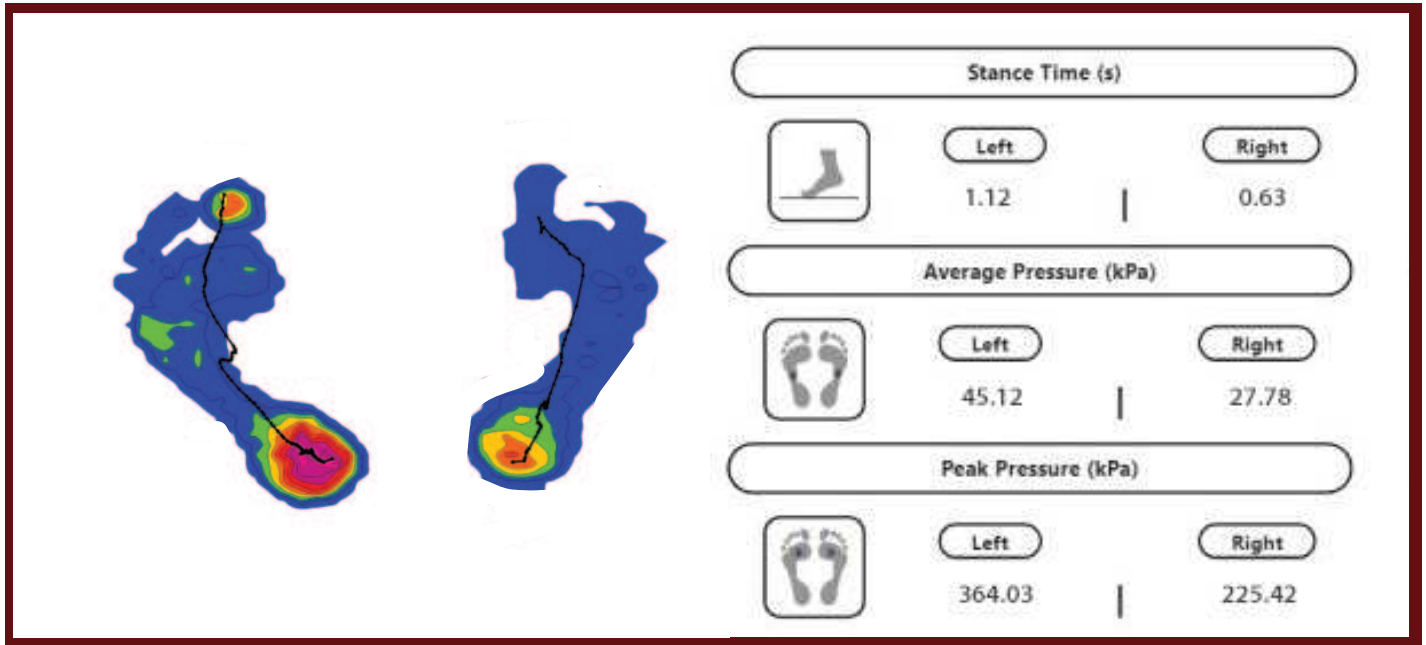 Stance Time (s)
Left Right
1.12 | 0.63
Average Pressure (kPa)
Left Right
45.12 | 27.78
Peak Pressure (kPa)
Left Right
364.03 | 225.42